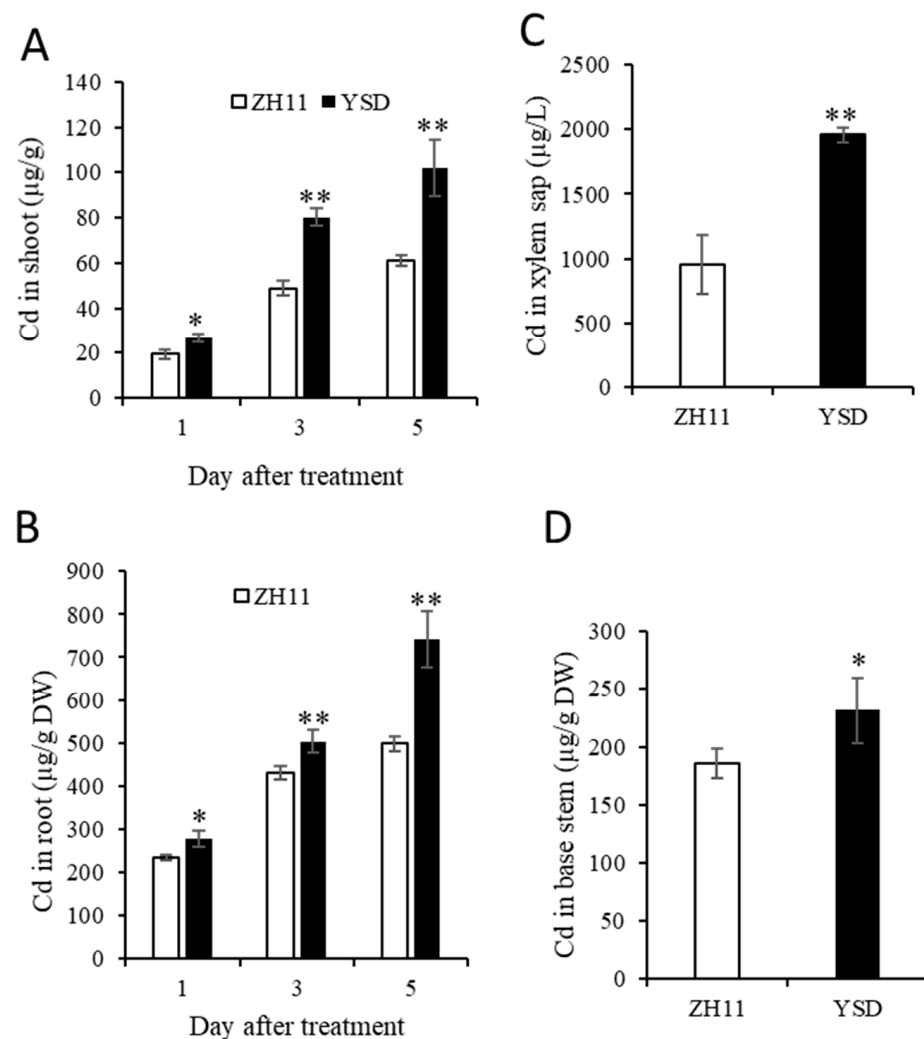 A
ZH11 YSD
Cd in shoot (µg/g)
140
120
100
80
60
40
20
0
*
**
**
1 3 5
Day after treatment
B
ZH11
Cd in root (µg/g DW)
900
800
700
600
500
400
300
200
100
0
*
**
**
1 3 5
Day after treatment
C
Cd in xylem sap (µg/L)
2500
2000
1500
1000
500
0
**
ZH11 YSD
D
Cd in base stem (µg/g DW)
300
250
200
150
100
50
0
*
ZH11 YSD